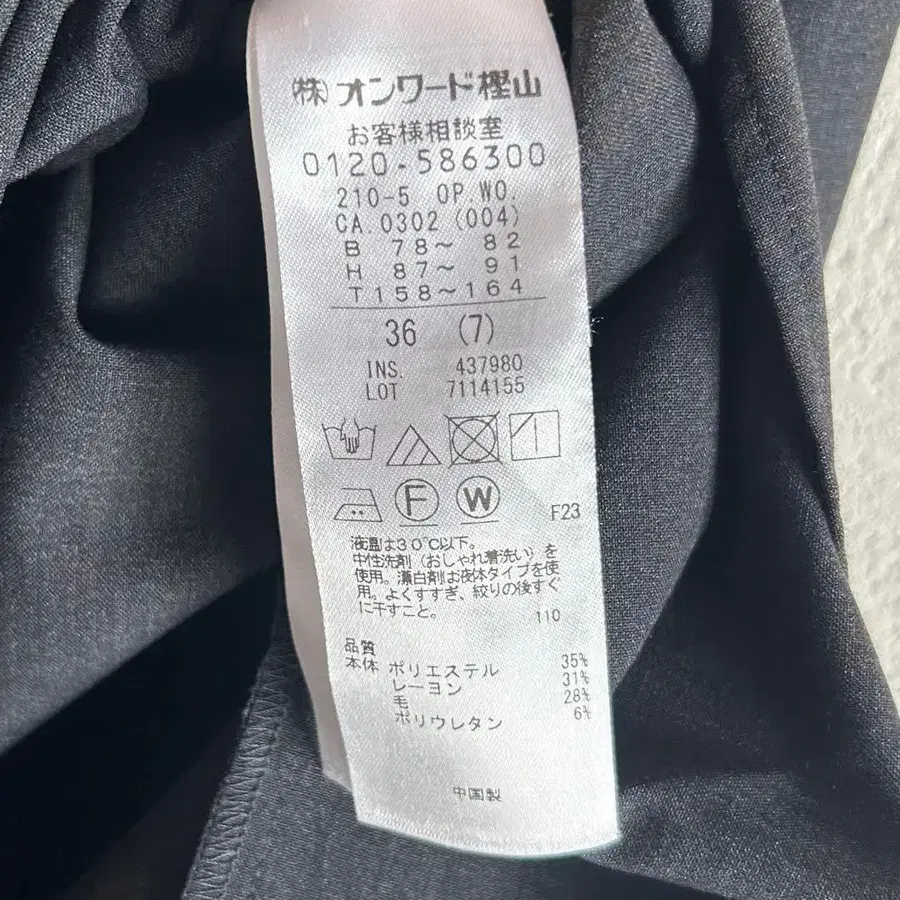 ㈱オンワード樫山
お客様相談室
0120-586300
210-5 OP.WO.
CA.0302 (004)
B 78～ 82
H 87～ 91
T158～164
36 (7)
INS. 437980
LOT 7114155
F W F23
液温は30℃以下。
中性洗剤（おしゃれ着洗い）を
使用。漂白剤は液体タイプを使
用。よくすすぎ、絞りの後すぐ
に干すこと。
110
品質
本体 ポリエステル 35%
レーヨン 31%
毛 28%
ポリウレタン 6%
中国製